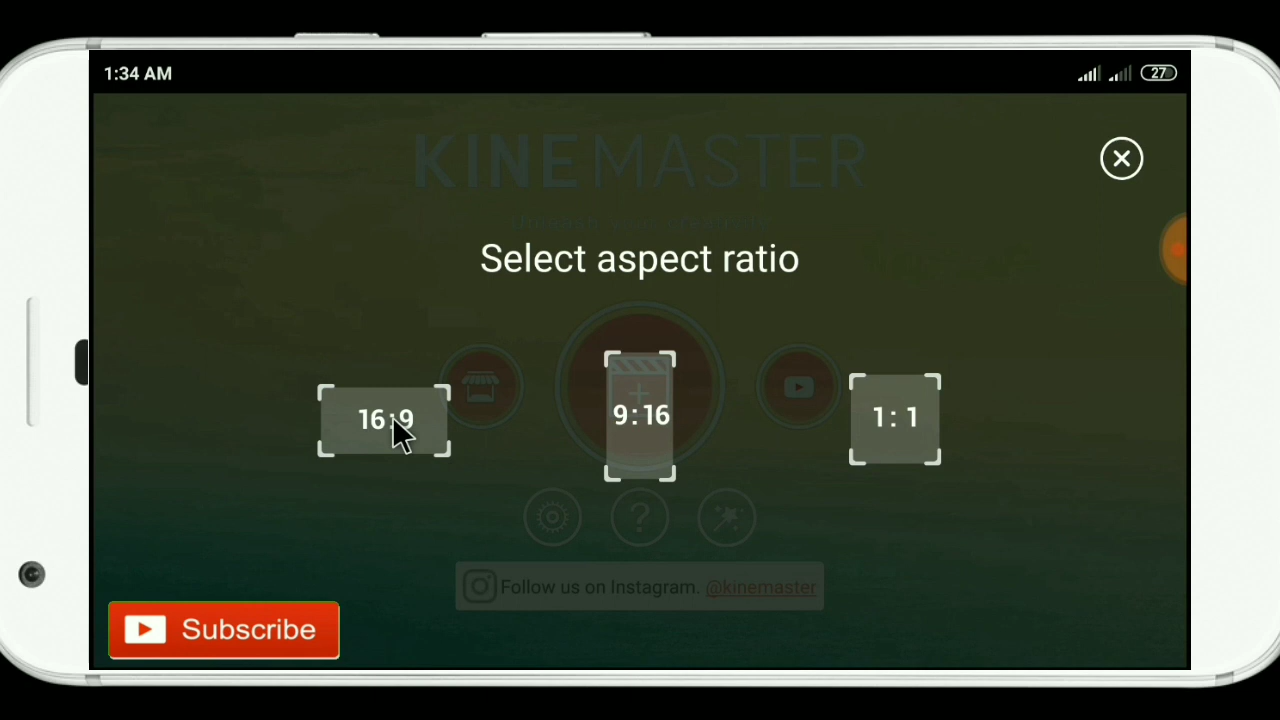 1:34 AM
27
KINEMASTER
Select aspect ratio
16:9
9:16
1:1
?
Follow us on Instagram. @kinemaster
Subscribe